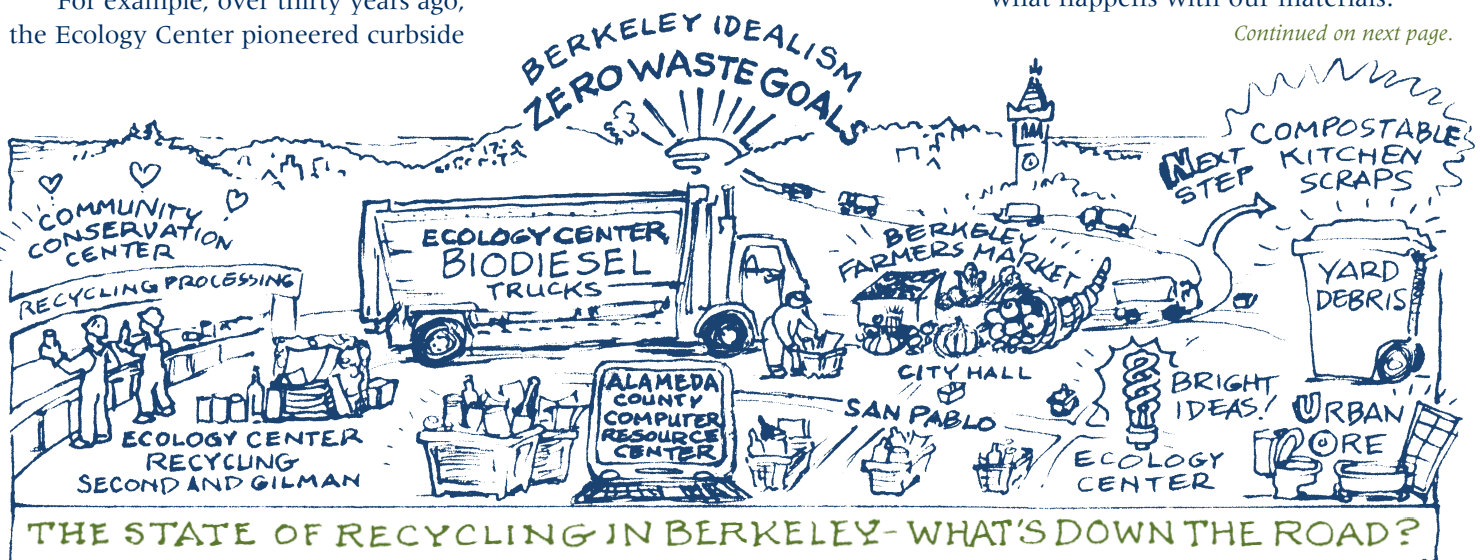 For example, over thirty years ago,
the Ecology Center pioneered curbside
what happens with our materials.
Continued on next page.
BERKELEY IDEALISM
ZERO WASTE GOALS
COMMUNITY
CONSERVATION
CENTER
RECYCLING PROCESSING
ECOLOGY CENTER
BIODIESEL
TRUCKS
BERKELEY
FARMERS MARKET
NEXT
STEP
COMPOSTABLE
KITCHEN
SCRAPS
YARD
DEBRIS
CITY HALL
SAN PABLO
ALAMEDA
COUNTY
COMPUTER
RESOURCE
CENTER
BRIGHT
IDEAS!
ECOLOGY
CENTER
URBAN
ORE
ECOLOGY CENTER
RECYCLING
SECOND AND GILMAN
THE STATE OF RECYCLING IN BERKELEY - WHAT'S DOWN THE ROAD?